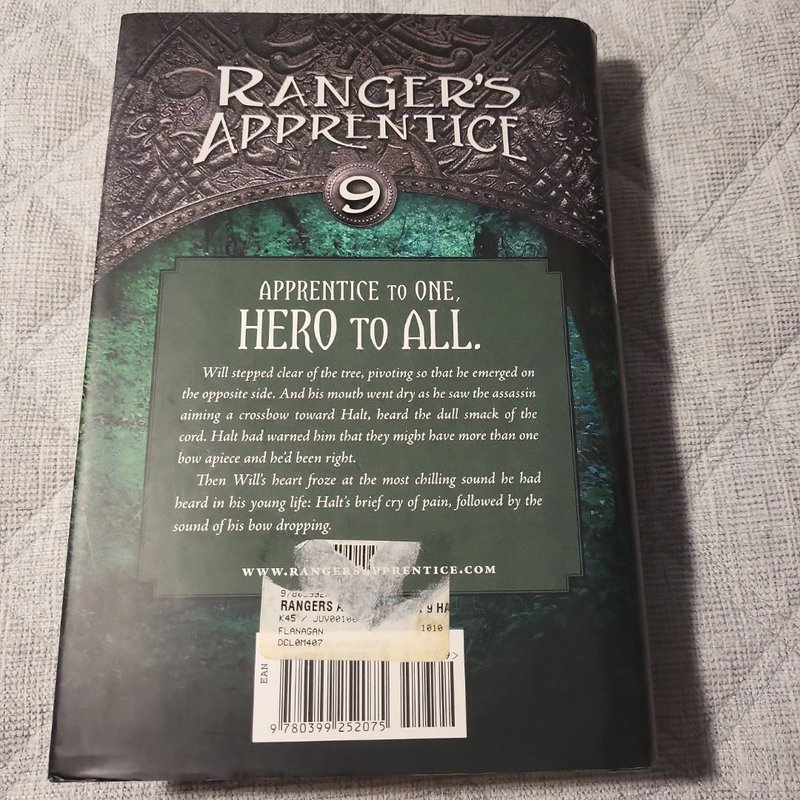 RANGER'S
APPRENTICE
9
APPRENTICE TO ONE,
HERO TO ALL.
Will stepped clear of the tree, pivoting so that he emerged on
the opposite side. And his mouth went dry as he saw the assassin
aiming a crossbow toward Halt, heard the dull smack of the
cord. Halt had warned him that they might have more than one
bow apiece and he'd been right.
Then Will's heart froze at the most chilling sound he had
heard in his young life: Halt's brief cry of pain, followed by the
sound of his bow dropping.
WWW.RANGERSAPPRENTICE.COM
RANGERS A 9 HA
K45 / JUV00100
FLANAGAN 1010
DCL0M407
EAN
9 780399 252075